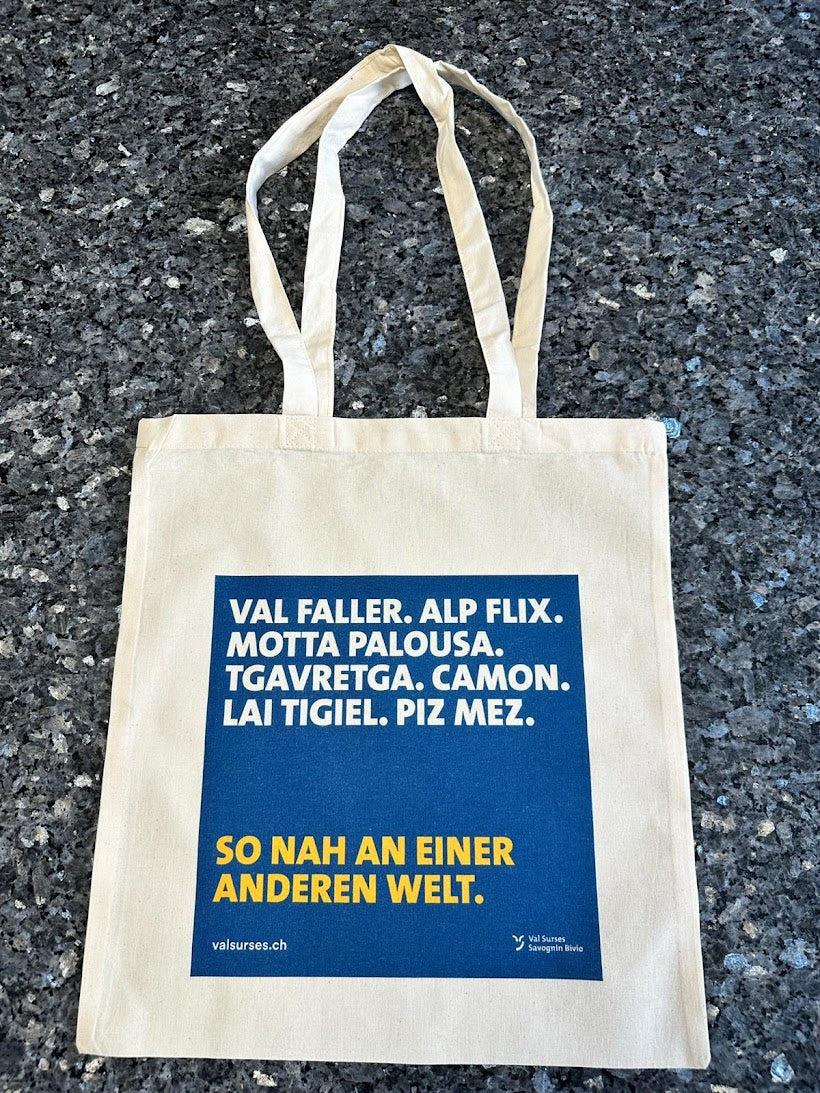 VAL FALLER. ALP FLIX.
MOTTA PALOUSA.
TGAVRETGA. CAMON.
LAI TIGIEL. PIZ MEZ.
SO NAH AN EINER
ANDEREN WELT.
valsurses.ch
Val Surses
Savognin Bivio